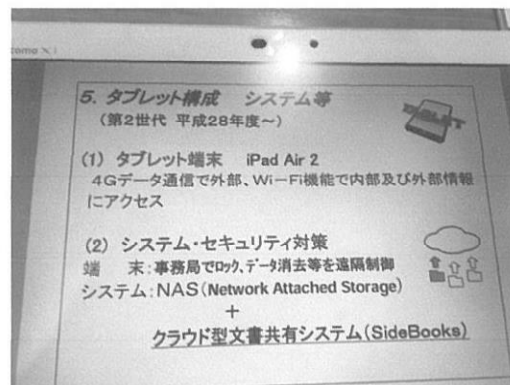 5. タブレット構成　システム等
(第2世代 平成28年度～)
TABLET
(1) タブレット端末　iPad Air 2
4Gデータ通信で外部、Wi-Fi機能で内部及び外部情報
にアクセス
(2) システム・セキュリティ対策
端　末：事務局でロック、データ消去等を遠隔制御
システム：NAS(Network Attached Storage)
+
クラウド型文書共有システム(SideBooks)